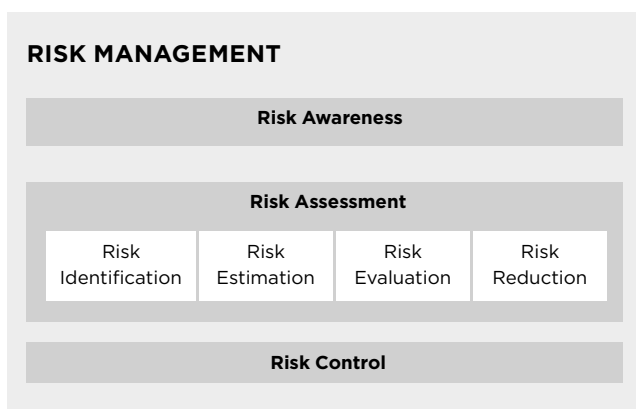 RISK MANAGEMENT
Risk Awareness
Risk Assessment
Risk
Identification
Risk
Estimation
Risk
Evaluation
Risk
Reduction
Risk Control